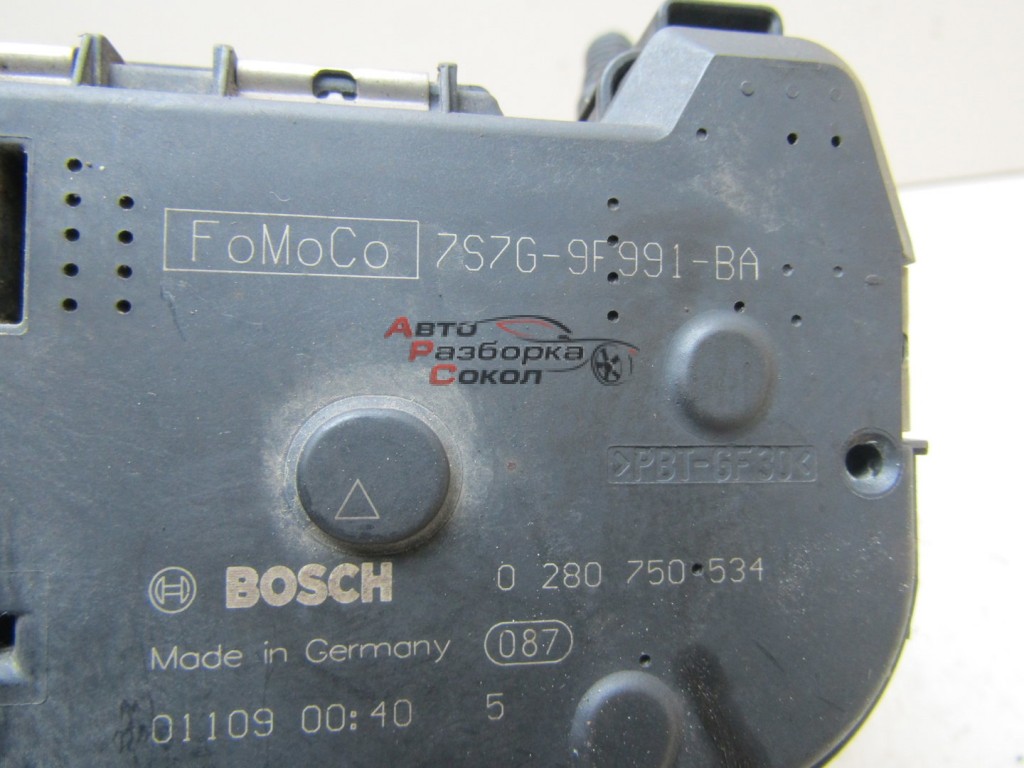 FoMoCo 7S7G-9F991-BA
Авто
Разборка
Сокол
>PBT-GF30<
BOSCH 0 280 750 534
Made in Germany 087
01109 00:40 5